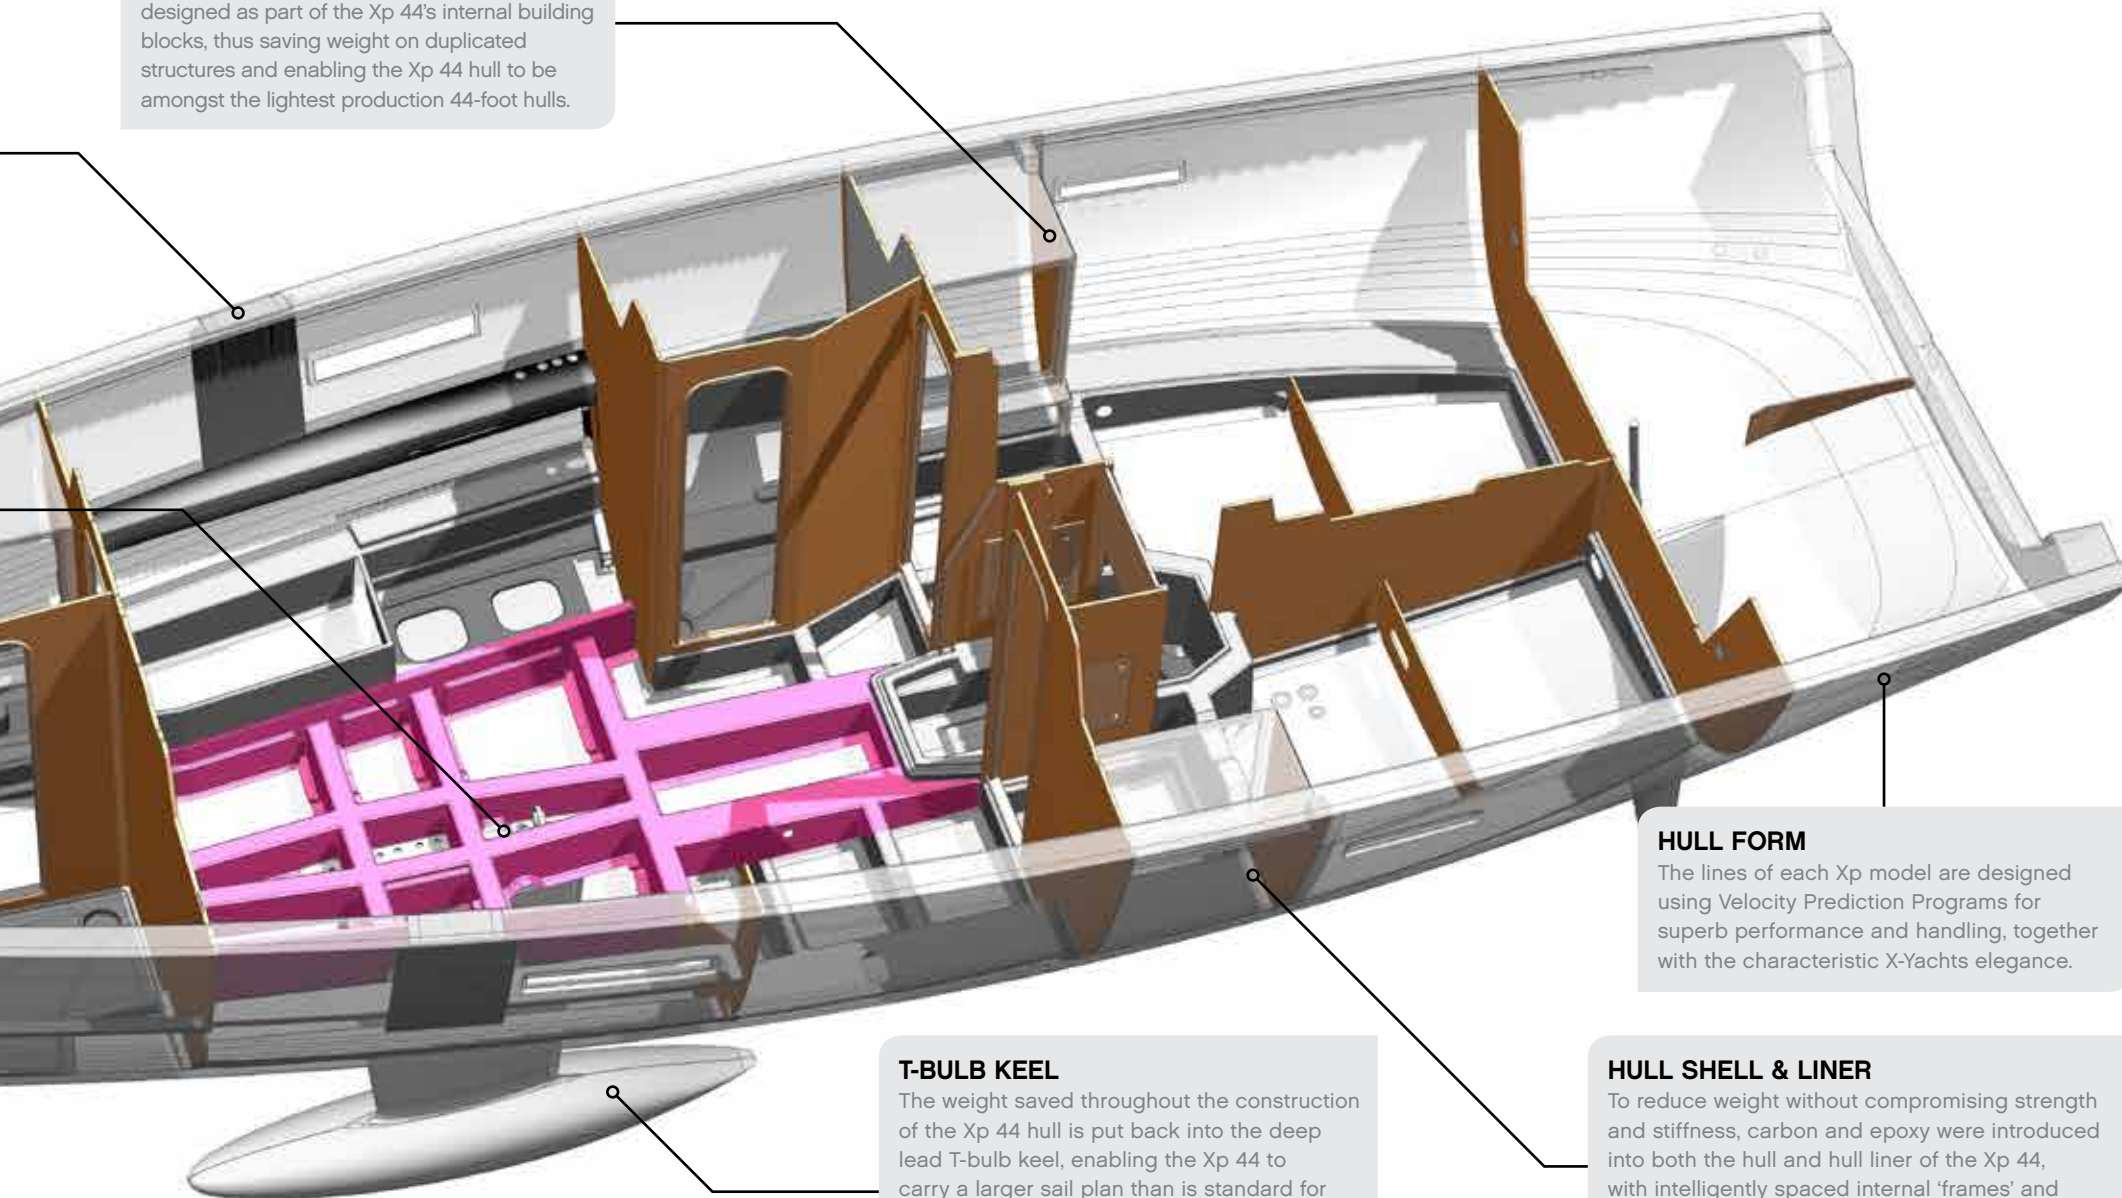 designed as part of the Xp 44's internal building
blocks, thus saving weight on duplicated
structures and enabling the Xp 44 hull to be
amongst the lightest production 44-foot hulls.
HULL FORM
The lines of each Xp model are designed
using Velocity Prediction Programs for
superb performance and handling, together
with the characteristic X-Yachts elegance.
T-BULB KEEL
The weight saved throughout the construction
of the Xp 44 hull is put back into the deep
lead T-bulb keel, enabling the Xp 44 to
carry a larger sail plan than is standard for
HULL SHELL & LINER
To reduce weight without compromising strength
and stiffness, carbon and epoxy were introduced
into both the hull and hull liner of the Xp 44,
with intelligently spaced internal ‘frames’ and